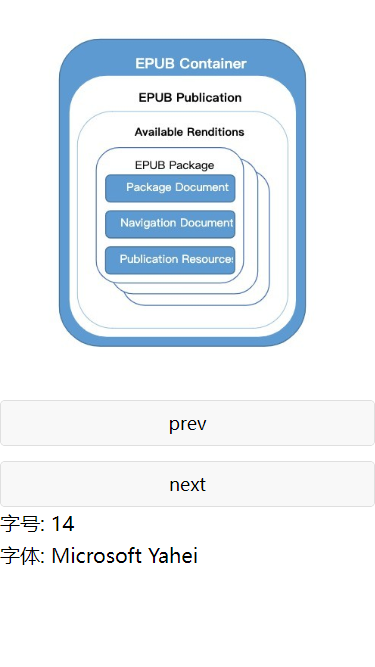 EPUB Container
EPUB Publication
Available Renditions
EPUB Package
Package Document
Navigation Document
Publication Resources
prev
next
字号: 14
字体: Microsoft Yahei